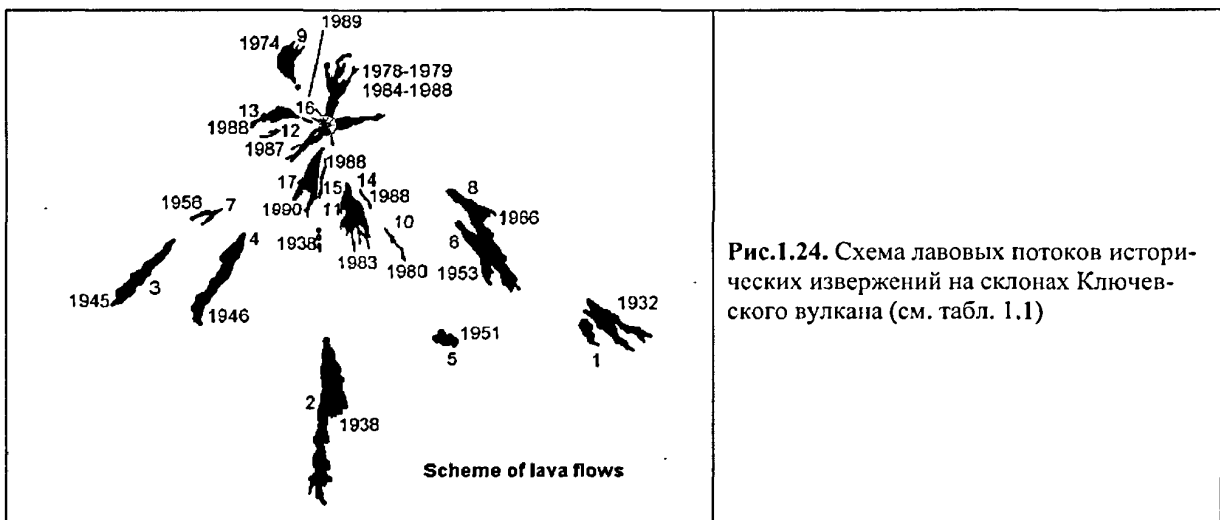 1989
1974 9
1978-1979
1984-1988
13 16
1988 12
1987
1988
17 15 14
1958 7 1990 11 1988 8
10 1966
4 1938 6
1983 1980 1953
3
1945 1946
1932
1951
5 1
2
1938
Scheme of lava flows
Рис.1.24. Схема лавовых потоков истори-
ческих извержений на склонах Ключев-
ского вулкана (см. табл. 1.1)